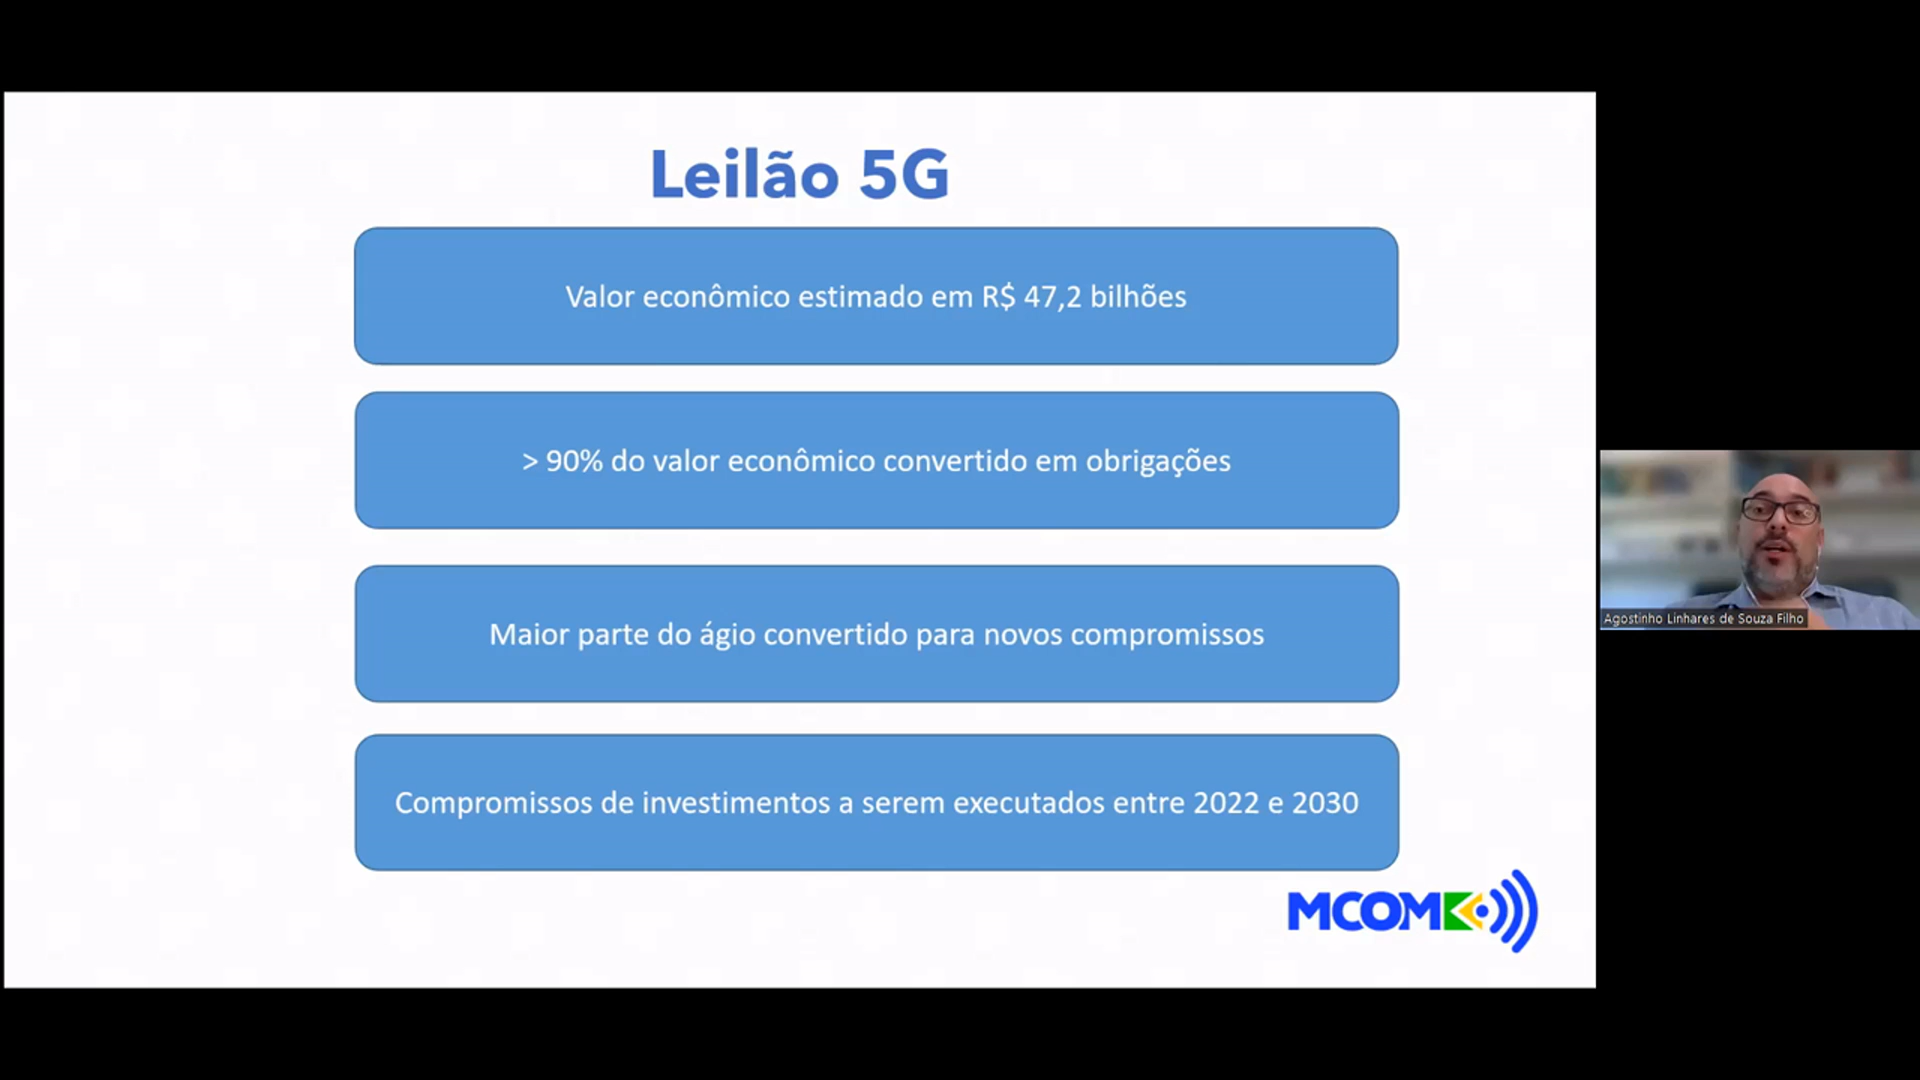 Leilão 5G
Valor econômico estimado em R$ 47,2 bilhões
> 90% do valor econômico convertido em obrigações
Maior parte do ágio convertido para novos compromissos
Compromissos de investimentos a serem executados entre 2022 e 2030
MCOM
Agostinho Linhares de Souza Filho